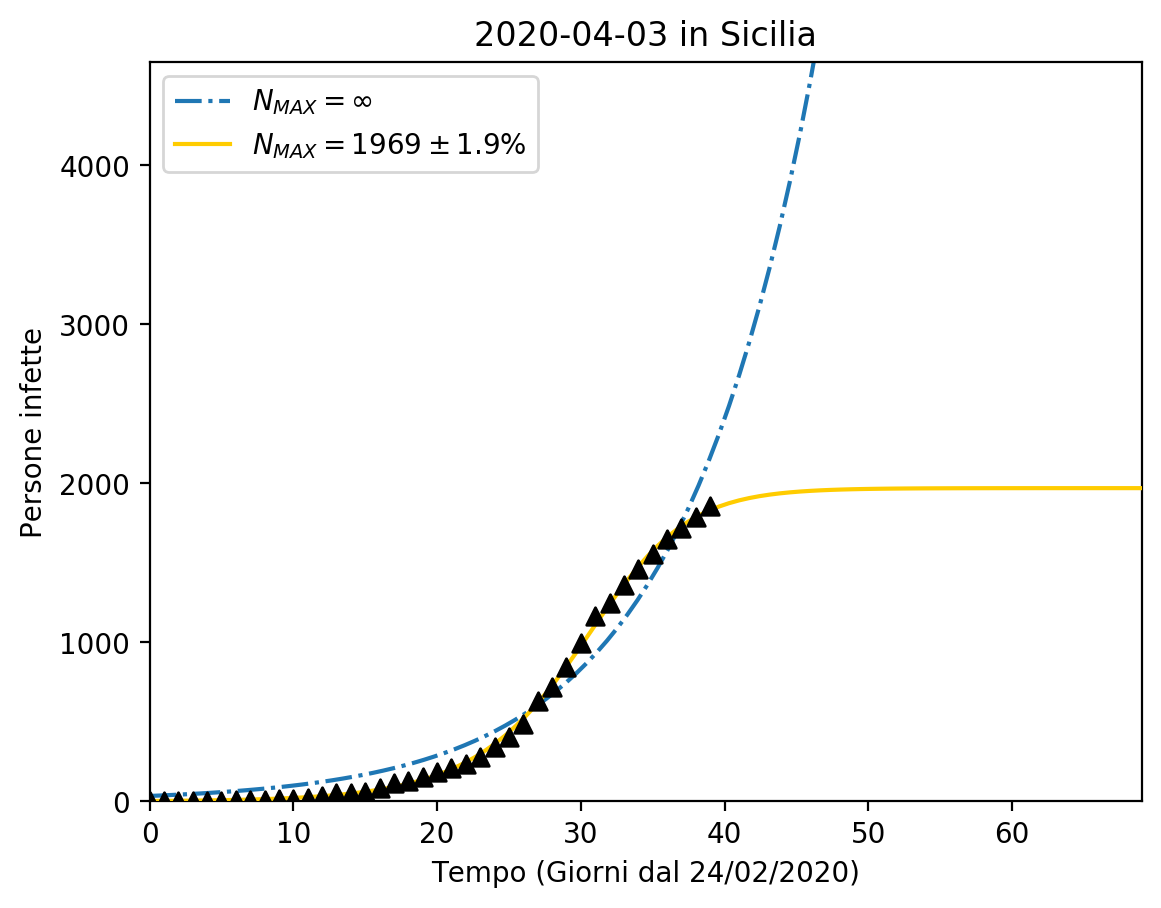 2020-04-03 in Sicilia
N_MAX = ∞
N_MAX = 1969 ± 1.9%
4000
3000
2000
1000
0
Persone infette
0 10 20 30 40 50 60
Tempo (Giorni dal 24/02/2020)